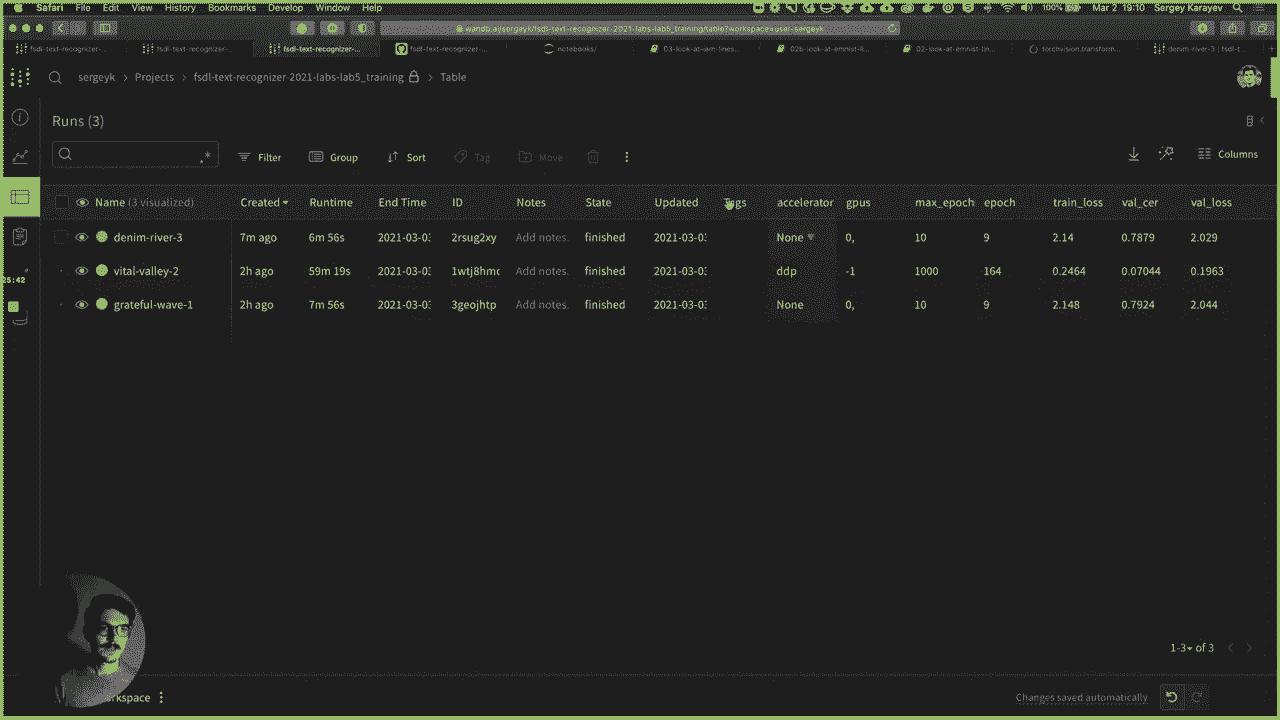 Safari File Edit View History Bookmarks Develop Window Help 100% Mar 2 19:10 Sergey Karayev
wandb.ai/sergeyk/fsdl-text-recognizer-2021-labs-lab5_training/table?workspace=user-sergeyk
fsdl-text-recognizer-... fsdl-text-recognizer-... fsdl-text-recognizer-... fsdl-text-recognizer-... notebooks/ 03-look-at-iam-lines... 02b-look-at-emnist-li... 02-look-at-emnist-lin... torchvision.transform... denim-river-3 | fsdl-t...
sergeyk > Projects > fsdl-text-recognizer-2021-labs-lab5_training > Table
Runs (3)
.* Filter Group Sort Tag Move Columns
Name (3 visualized) Created Runtime End Time ID Notes State Updated Tags accelerator gpus max_epoch epoch train_loss val_cer val_loss
denim-river-3 7m ago 6m 56s 2021-03-03 2rsug2xy Add notes. finished 2021-03-03 None 0, 10 9 2.14 0.7879 2.029
vital-valley-2 2h ago 59m 19s 2021-03-03 1wtj8hmc Add notes. finished 2021-03-03 ddp -1 1000 164 0.2464 0.07044 0.1963
25:42
grateful-wave-1 2h ago 7m 56s 2021-03-03 3geojhtp Add notes. finished 2021-03-03 None 0, 10 9 2.148 0.7924 2.044
1-3 of 3
rkspace Changes saved automatically